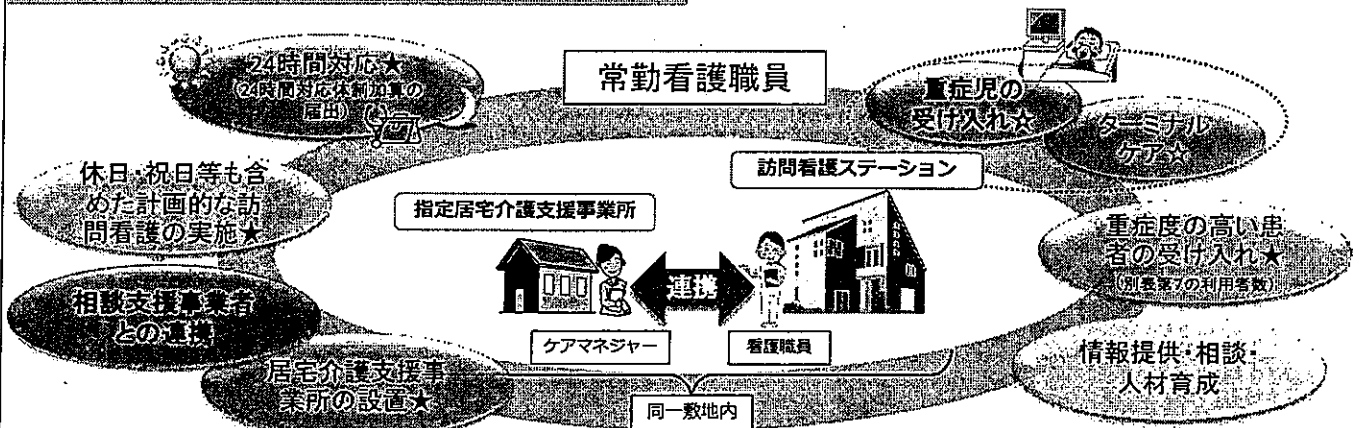 常勤看護職員
24時間対応★
(24時間対応体制加算の
届出)
休日・祝日等も含
めた計画的な訪
問看護の実施★
相談支援事業者
との連携
居宅介護支援事
業所の設置★
重症児の
受け入れ☆
ターミナル
ケア☆
重症度の高い患
者の受け入れ★
(別表第7の利用者数)
情報提供・相談・
人材育成
指定居宅介護支援事業所
訪問看護ステーション
連携
ケアマネジャー
看護職員
同一敷地内